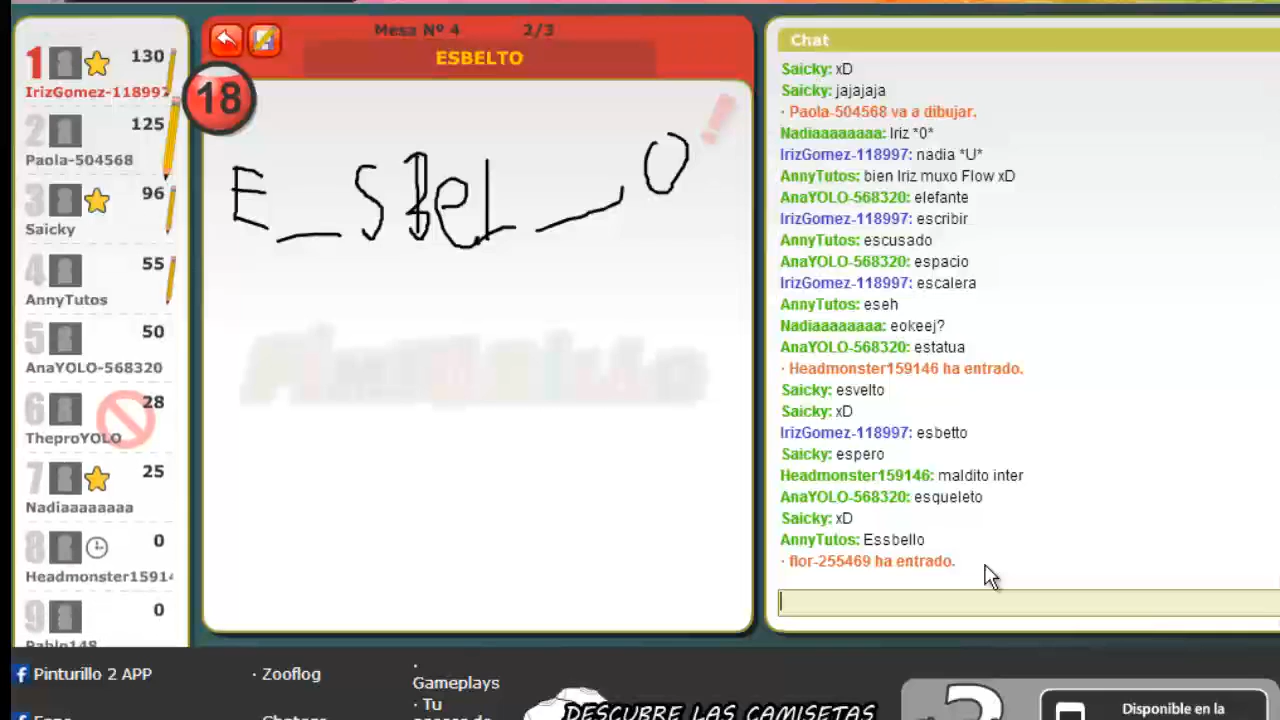 1
130
IrizGomez-118997
2
125
Paola-504568
3
96
Saicky
4
55
AnnyTutos
5
50
AnaYOLO-568320
6
28
TheproYOLO
7
25
Nadiaaaaaaaa
8
0
Headmonster15914
9
0
Pablo148
Mesa Nº 4 2/3
ESBELTO
18
E_SBeL_O
Pinturillo
Chat
Saicky: xD
Saicky: jajajaja
· Paola-504568 va a dibujar.
Nadiaaaaaaaa: Iriz *0*
IrizGomez-118997: nadia *U*
AnnyTutos: bien Iriz muxo Flow xD
AnaYOLO-568320: elefante
IrizGomez-118997: escribir
AnnyTutos: escusado
AnaYOLO-568320: espacio
IrizGomez-118997: escalera
AnnyTutos: eseh
Nadiaaaaaaaa: eokeej?
AnaYOLO-568320: estatua
· Headmonster159146 ha entrado.
Saicky: esvelto
Saicky: xD
IrizGomez-118997: esbetto
Saicky: espero
Headmonster159146: maldito inter
AnaYOLO-568320: esqueleto
Saicky: xD
AnnyTutos: Essbello
· flor-255469 ha entrado.
Pinturillo 2 APP
· Zooflog
· Gameplays
· Tu
DESCUBRE LAS CAMISETAS
2
Disponible en la